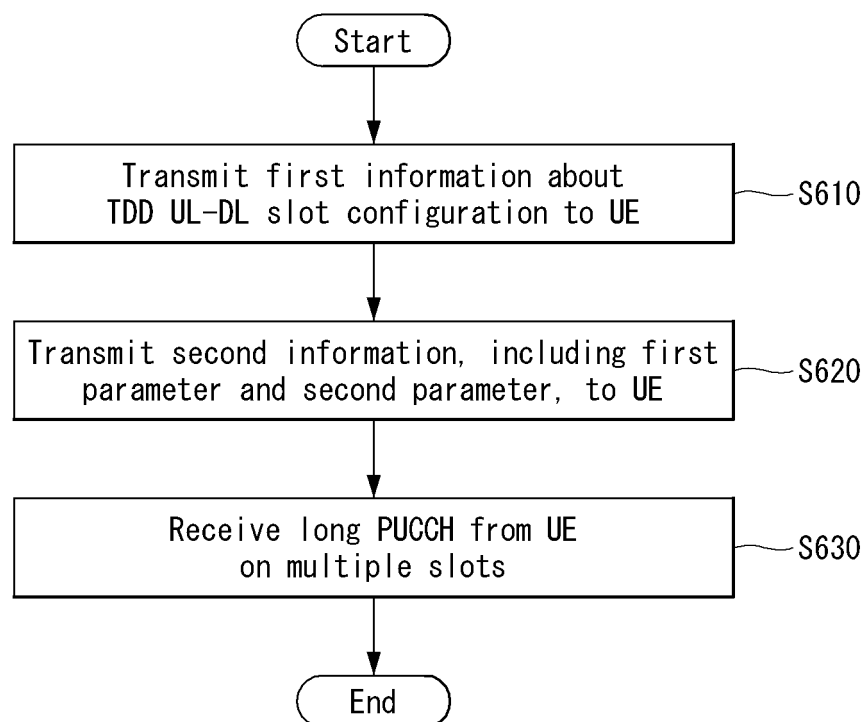 Start
Transmit first information about
TDD UL-DL slot configuration to UE
S610
Transmit second information, including first
parameter and second parameter, to UE
S620
Receive long PUCCH from UE
on multiple slots
S630
End